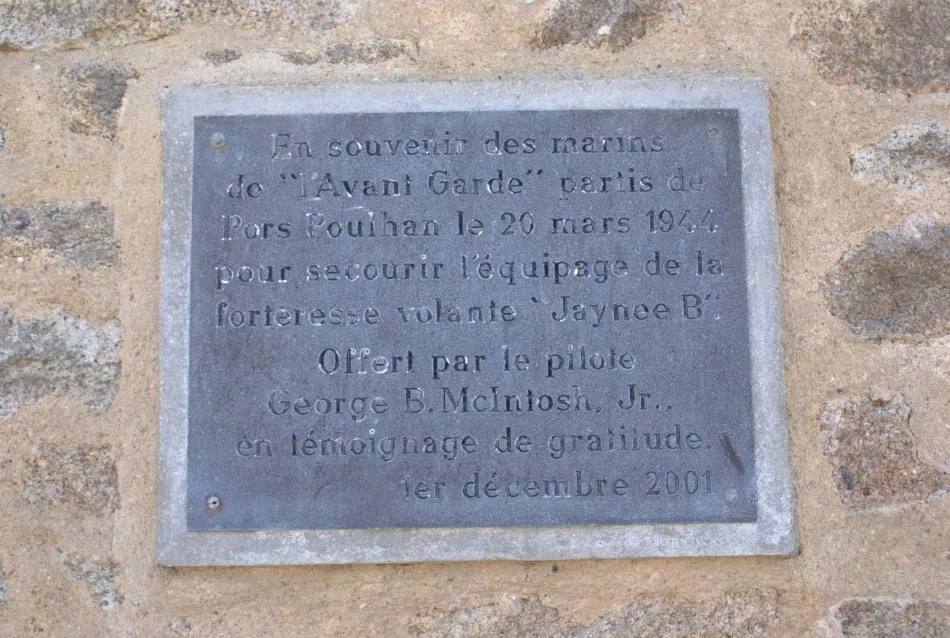 En souvenir des marins
de "l'Avant Garde" partis de
Pors Poulhan le 20 mars 1944
pour secourir l'équipage de la
forteresse volante "Jaynee B".
Offert par le pilote
George B. McIntosh, Jr.,
en témoignage de gratitude.
1er décembre 2001